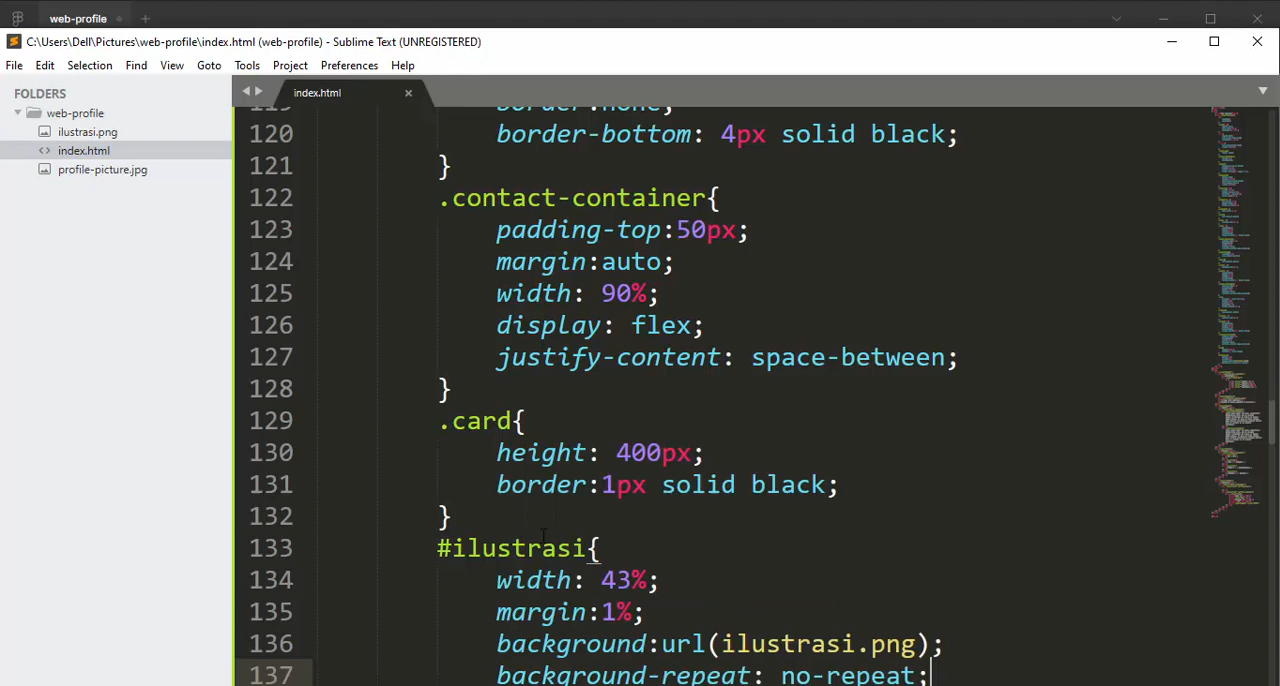 web-profile
C:\Users\Dell\Pictures\web-profile\index.html (web-profile) - Sublime Text (UNREGISTERED)
File Edit Selection Find View Goto Tools Project Preferences Help
FOLDERS
web-profile
ilustrasi.png
index.html
profile-picture.jpg
index.html
119 border:none;
120 border-bottom: 4px solid black;
121 }
122 .contact-container{
123 padding-top:50px;
124 margin:auto;
125 width: 90%;
126 display: flex;
127 justify-content: space-between;
128 }
129 .card{
130 height: 400px;
131 border:1px solid black;
132 }
133 #ilustrasi{
134 width: 43%;
135 margin:1%;
136 background:url(ilustrasi.png);
137 background-repeat: no-repeat;